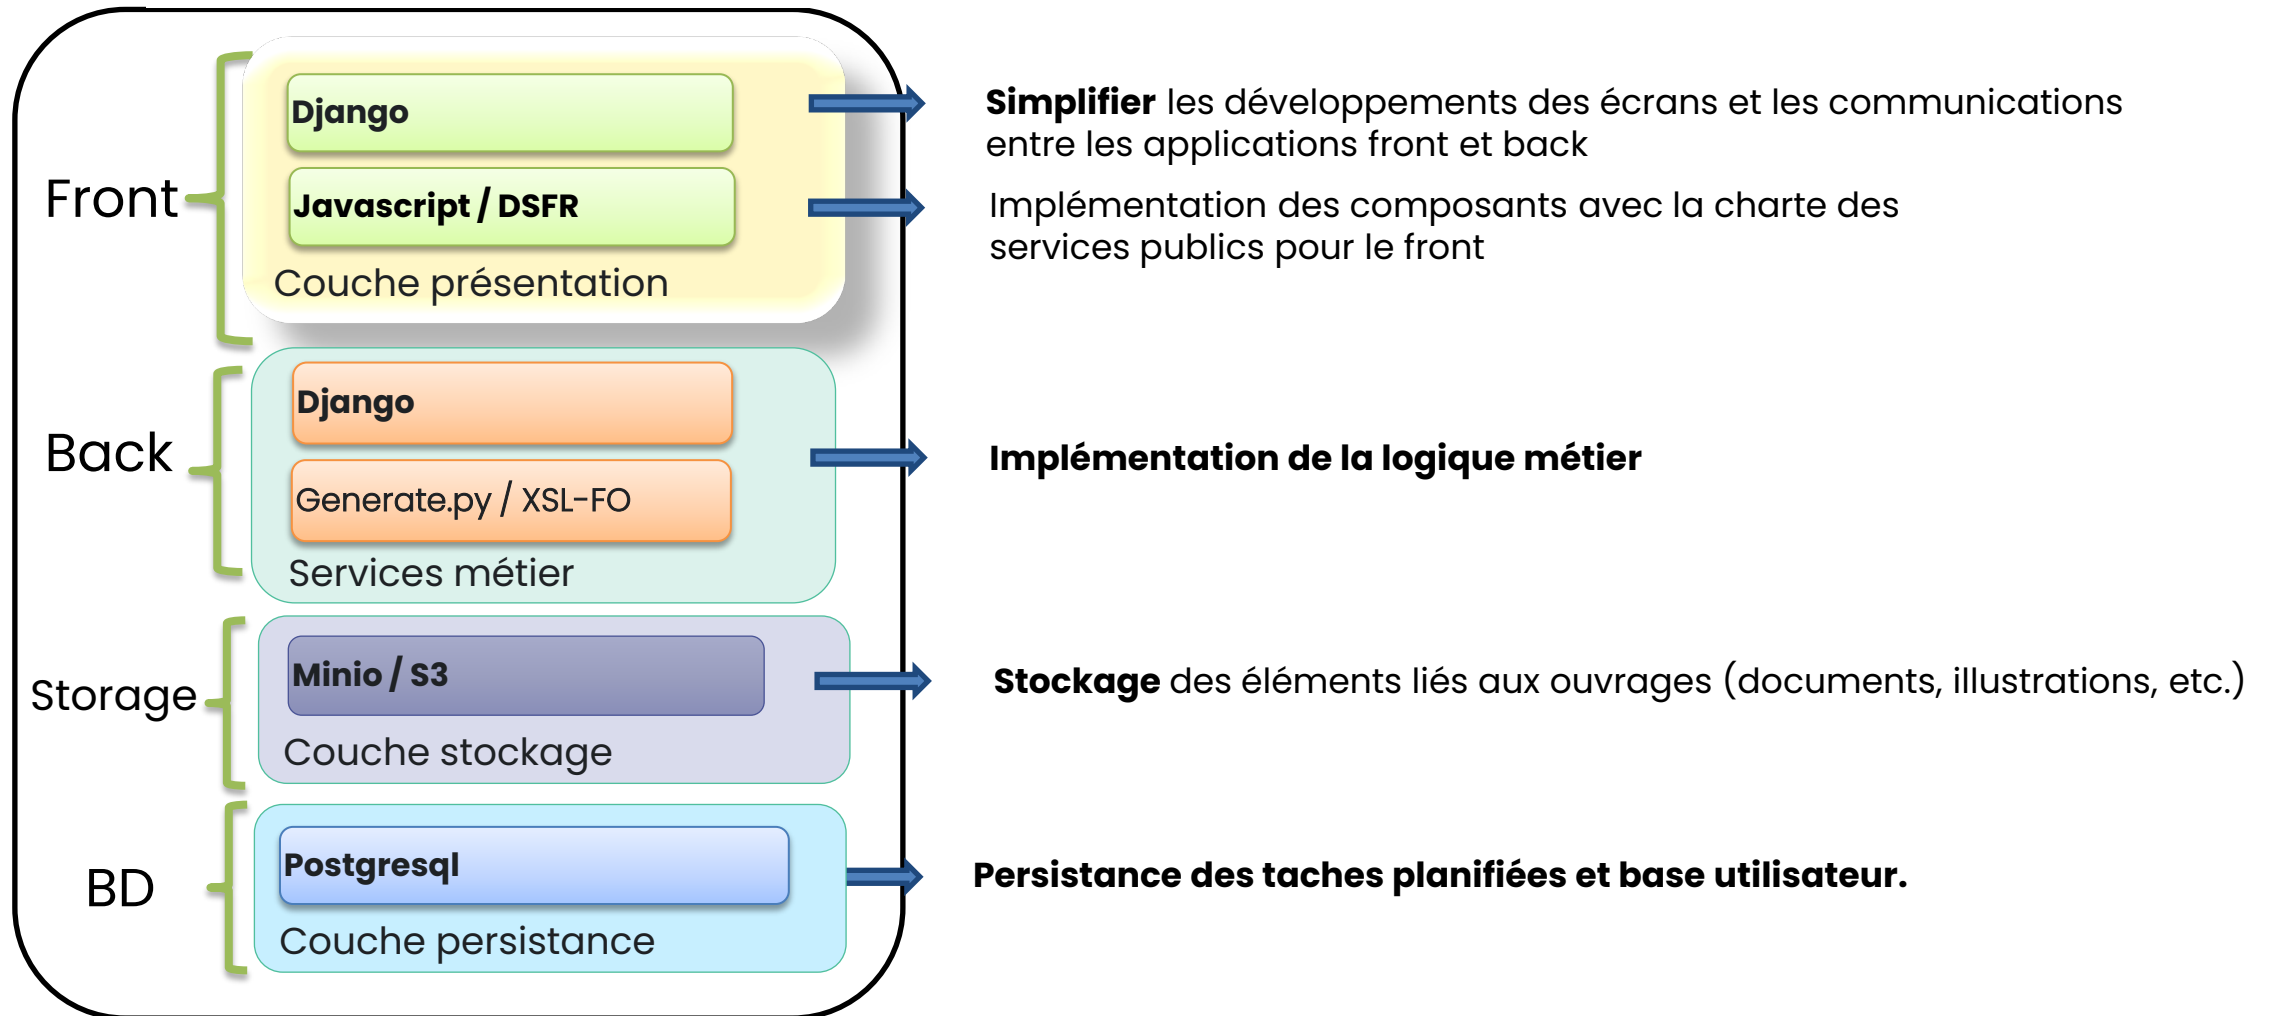 Front
Django
Javascript / DSFR
Couche présentation
Simplifier les développements des écrans et les communications
entre les applications front et back
Implémentation des composants avec la charte des
services publics pour le front
Back
Django
Generate.py / XSL-FO
Services métier
Implémentation de la logique métier
Storage
Minio / S3
Couche stockage
Stockage des éléments liés aux ouvrages (documents, illustrations, etc.)
BD
Postgresql
Couche persistance
Persistance des taches planifiées et base utilisateur.